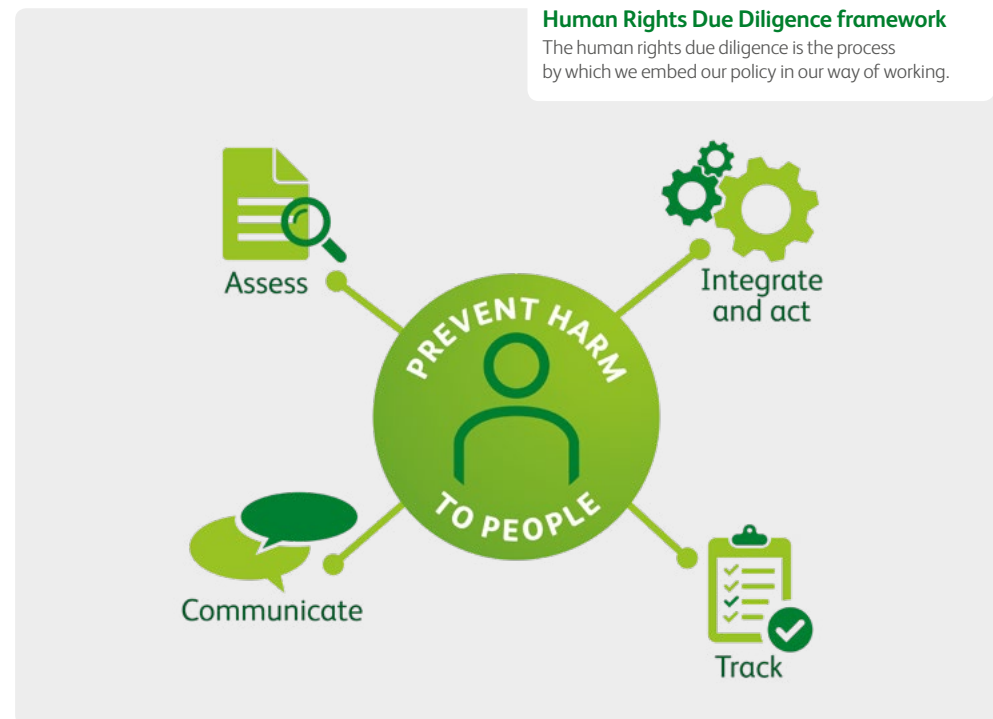 Human Rights Due Diligence framework
The human rights due diligence is the process
by which we embed our policy in our way of working.
Assess
Integrate
and act
PREVENT HARM
TO PEOPLE
Communicate
Track